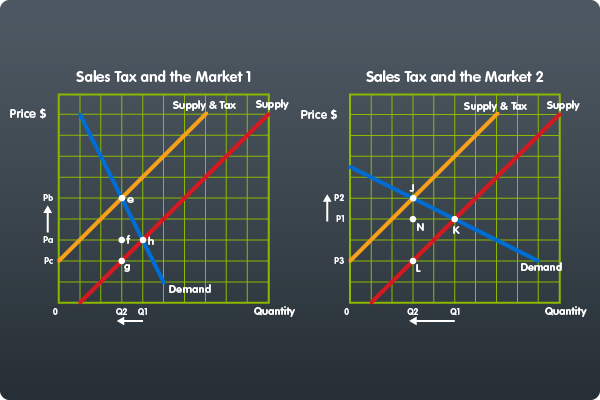 Sales Tax and the Market 1
Supply & Tax
Supply
Price $
Pb
e
Pa
f
h
Pc
g
Demand
0
Q2
Q1
Quantity
Sales Tax and the Market 2
Supply & Tax
Supply
Price $
J
P2
P1
N
K
P3
L
Demand
0
Q2
Q1
Quantity